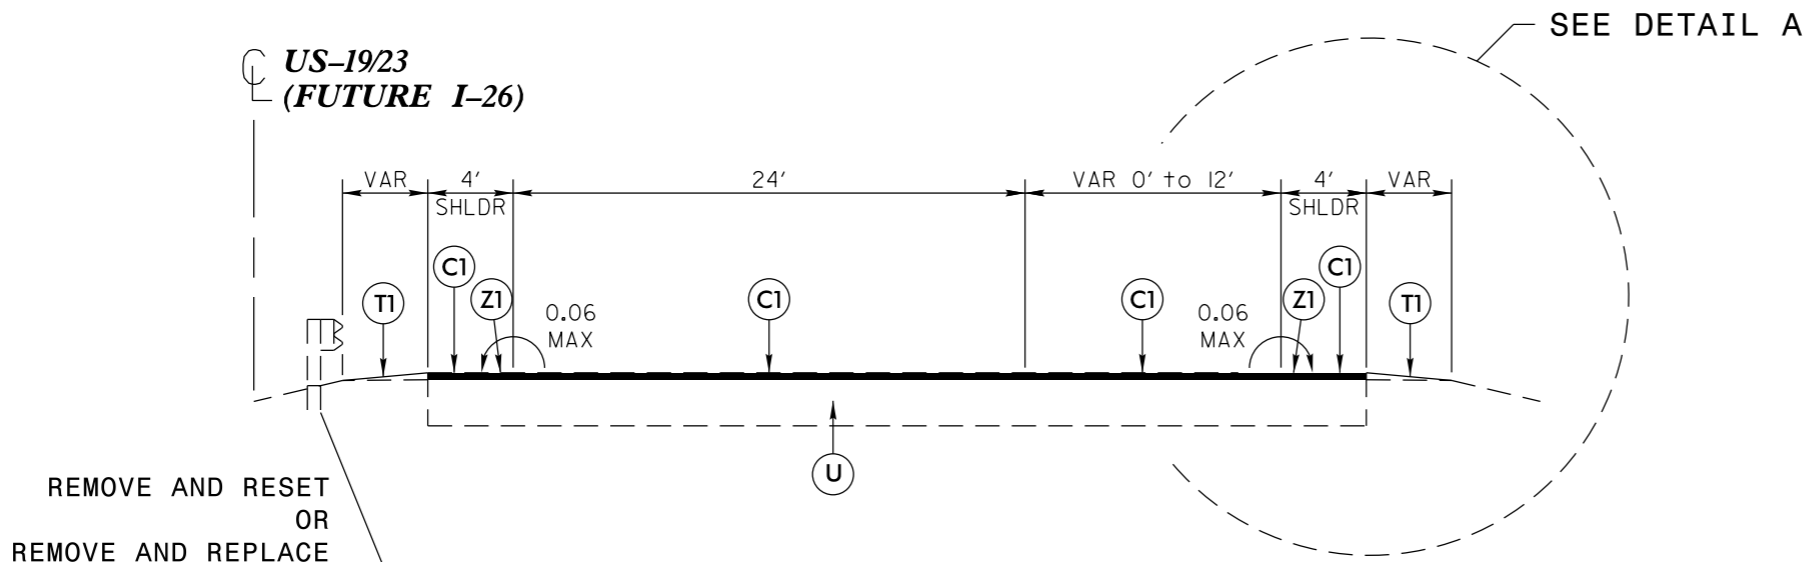 SEE DETAIL A
US-19/23
(FUTURE I-26)
VAR 4' 24' VAR 0' to 12' 4' VAR
SHLDR SHLDR
C1 C1
T1 Z1 C1 C1 Z1 T1
0.06 0.06
MAX MAX
U
REMOVE AND RESET
OR
REMOVE AND REPLACE